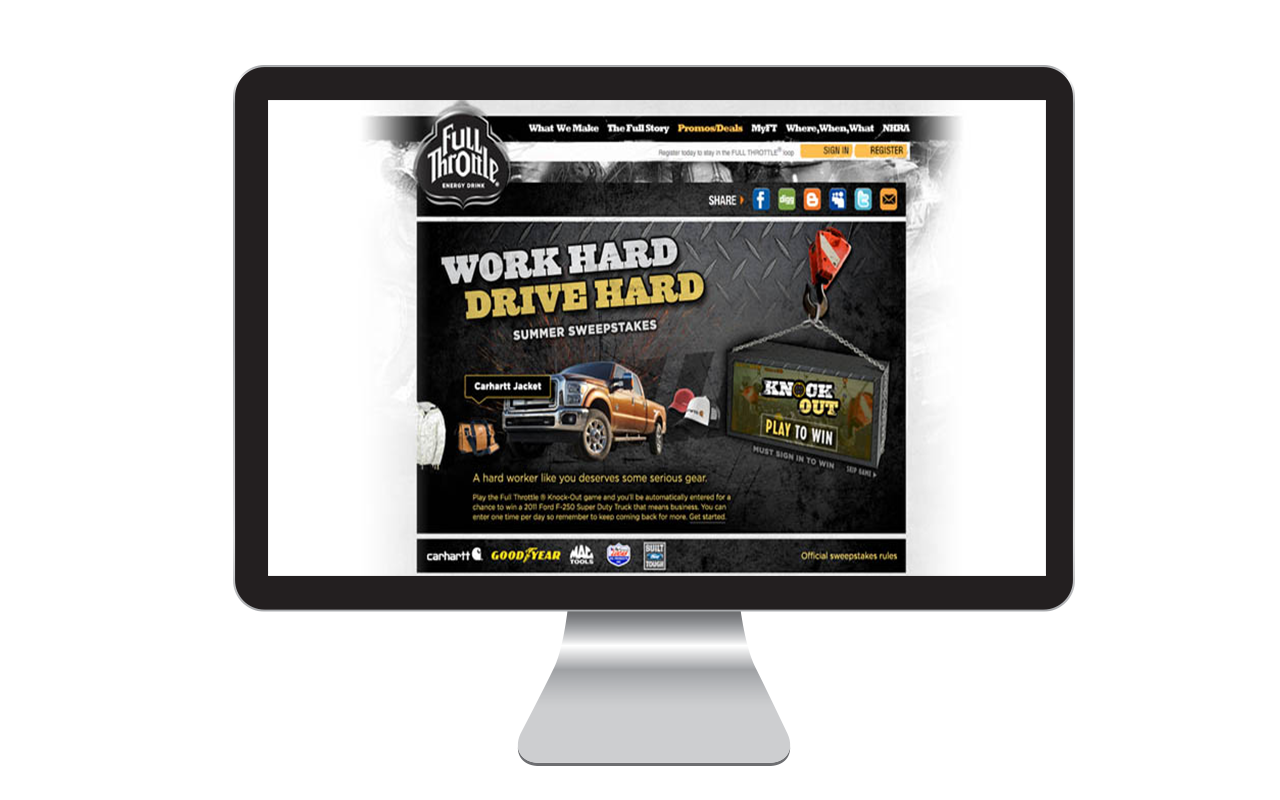 FULL
THROTTLE
ENERGY DRINK
What We Make The Full Story Promos/Deals MyFT Where,When,What NHRA
Register today to stay in the FULL THROTTLE® loop SIGN IN REGISTER
SHARE
digg
WORK HARD
DRIVE HARD
SUMMER SWEEPSTAKES
Carhartt Jacket
KNOCK
OUT
PLAY TO WIN
MUST SIGN IN TO WIN SKIP GAME
A hard worker like you deserves some serious gear.
Play the Full Throttle ® Knock-Out game and you'll be automatically entered for a
chance to win a 2011 Ford F-250 Super Duty Truck that means business. You can
enter one time per day so remember to keep coming back for more. Get started.
carhartt GOODYEAR MAC TOOLS BUILT TOUGH Official sweepstakes rules